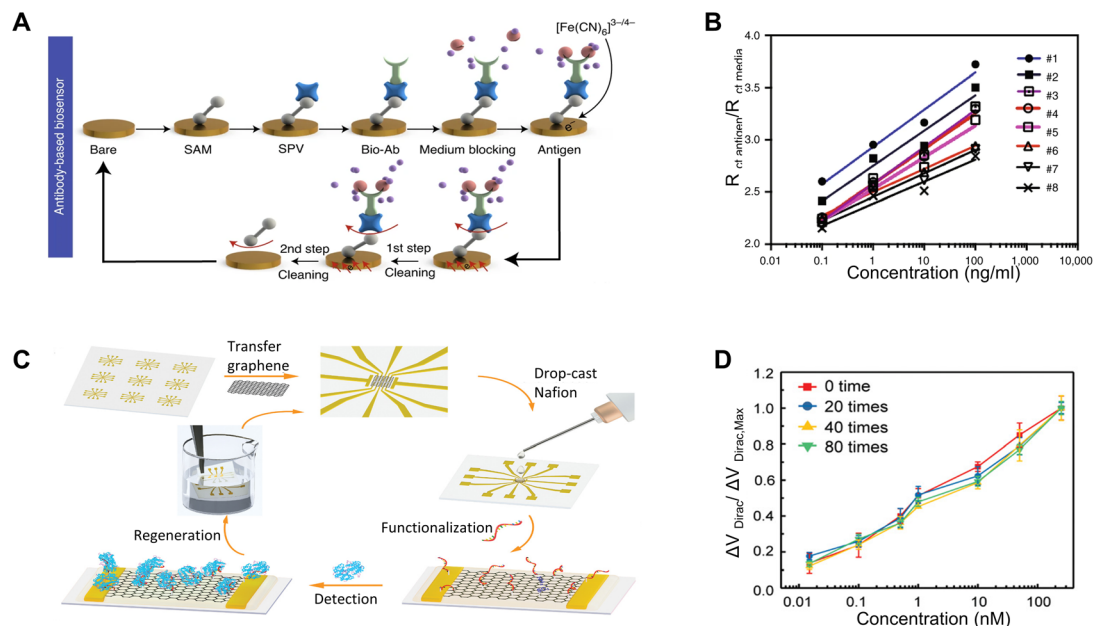 A
Antibody-based biosensor
[Fe(CN)6]3–/4–
e-
Bare
SAM
SPV
Bio-Ab
Medium blocking
Antigen
2nd step
Cleaning
1st step
Cleaning
e
e
B
R ct antigen/R ct media
4.0
3.5
3.0
2.5
2.0
0.01
0.1
1
10
100
1,000
10,000
Concentration (ng/ml)
#1
#2
#3
#4
#5
#6
#7
#8
C
Transfer
graphene
Drop-cast
Nafion
Functionalization
Detection
Regeneration
D
ΔV Dirac/ ΔV Dirac,Max
1.2
1.0
0.8
0.6
0.4
0.2
0.0
0 time
20 times
40 times
80 times
0.01
0.1
1
10
100
Concentration (nM)